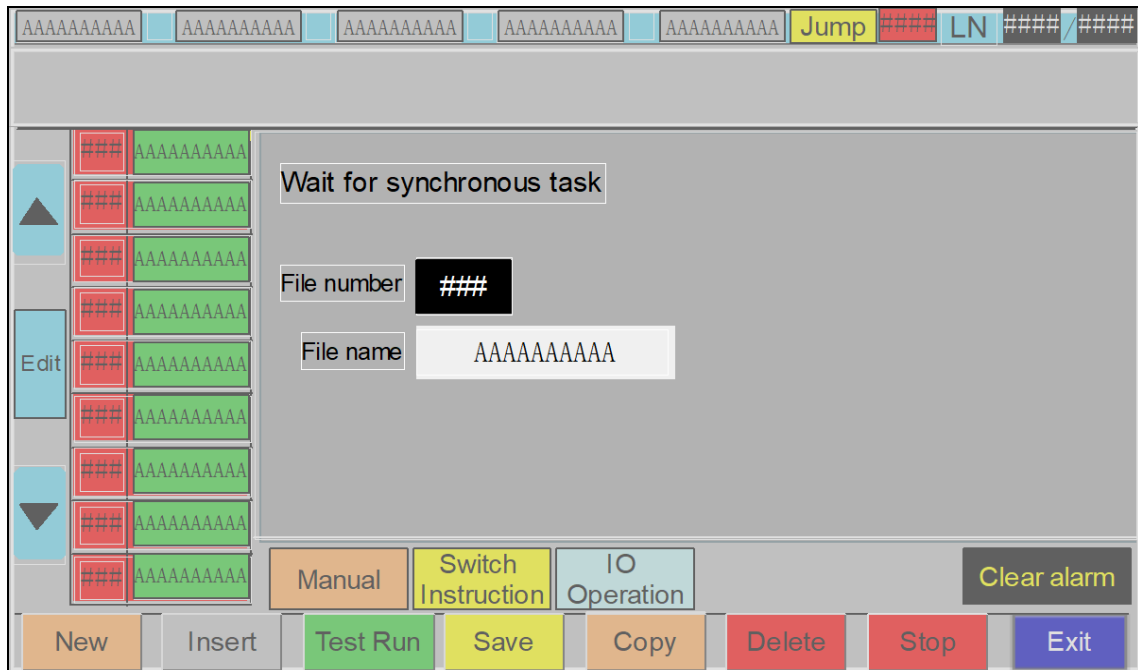 AAAAAAAAAA AAAAAAAAAA AAAAAAAAAA AAAAAAAAAA AAAAAAAAAA Jump #### LN ####/####
### AAAAAAAAAA
Wait for synchronous task
### AAAAAAAAAA
### AAAAAAAAAA
File number ###
### AAAAAAAAAA
File name AAAAAAAAAA
Edit
### AAAAAAAAAA
### AAAAAAAAAA
### AAAAAAAAAA
### AAAAAAAAAA
### AAAAAAAAAA
Manual
Switch
Instruction
IO
Operation
Clear alarm
New Insert Test Run Save Copy Delete Stop Exit